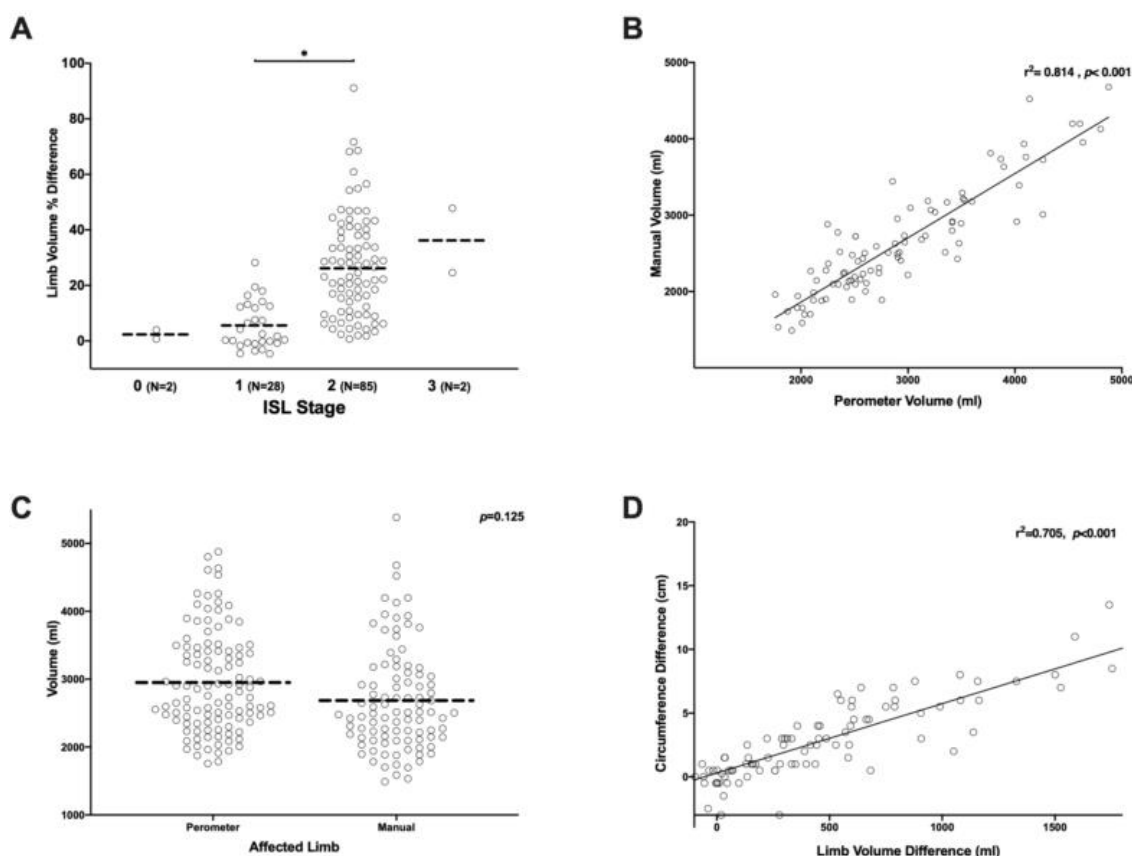 A
100
80
60
40
20
0
Limb Volume % Difference
*
0 (N=2) 1 (N=28) 2 (N=85) 3 (N=2)
ISL Stage
B
r²= 0.814 , p< 0.001
5000
4000
3000
2000
Manual Volume (ml)
2000 3000 4000 5000
Perometer Volume (ml)
C
p=0.125
5000
4000
3000
2000
1000
Volume (ml)
Perometer Manual
Affected Limb
D
r²=0.705, p<0.001
20
15
10
5
0
Circumference Difference (cm)
0 500 1000 1500
Limb Volume Difference (ml)